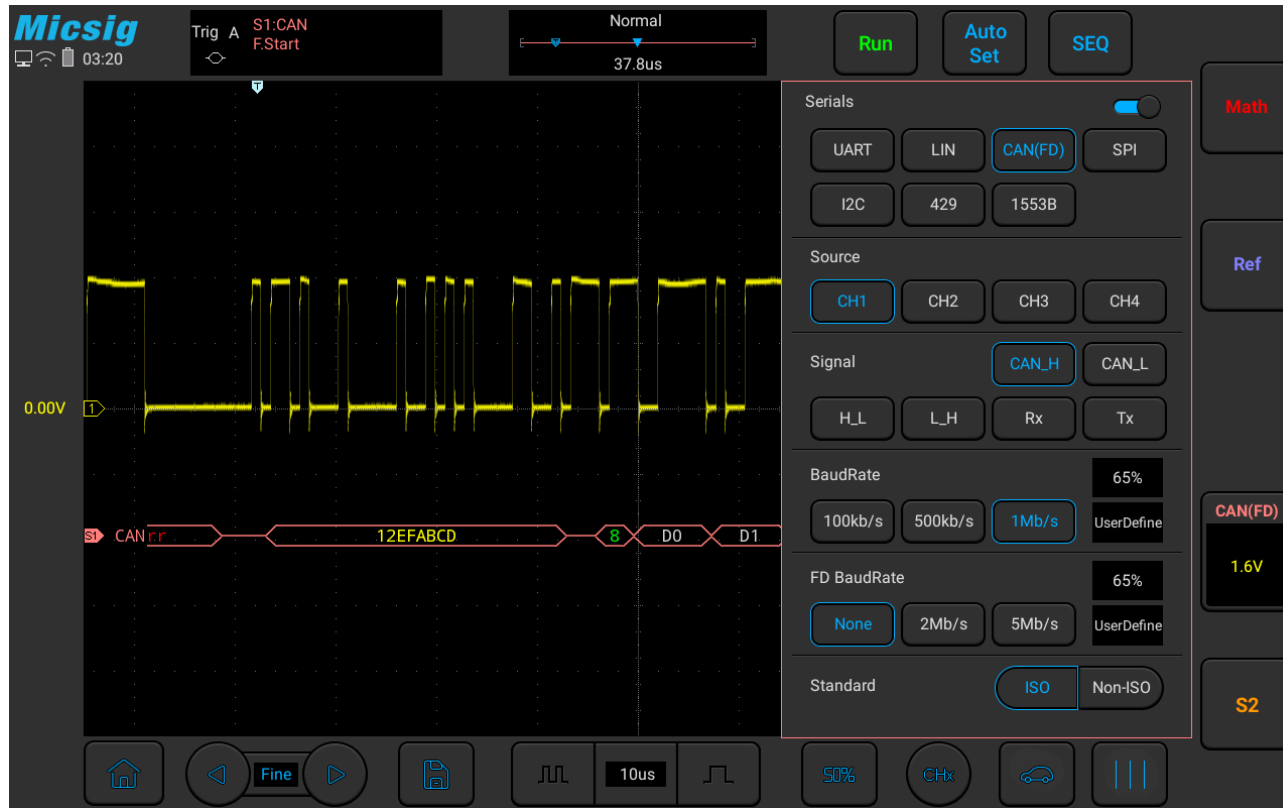 Micsig
03:20
Trig A S1:CAN
F.Start
Normal
37.8us
Run
Auto
Set
SEQ
T
Serials
UART LIN CAN(FD) SPI
I2C 429 1553B
Source
CH1 CH2 CH3 CH4
Signal CAN_H CAN_L
H_L L_H Rx Tx
BaudRate 65%
100kb/s 500kb/s 1Mb/s UserDefine
FD BaudRate 65%
None 2Mb/s 5Mb/s UserDefine
Standard ISO Non-ISO
0.00V 1
S1 CAN rr 12EFABCD 8 D0 D1
Math
Ref
CAN(FD)
1.6V
S2
Fine 10us 50% CHx